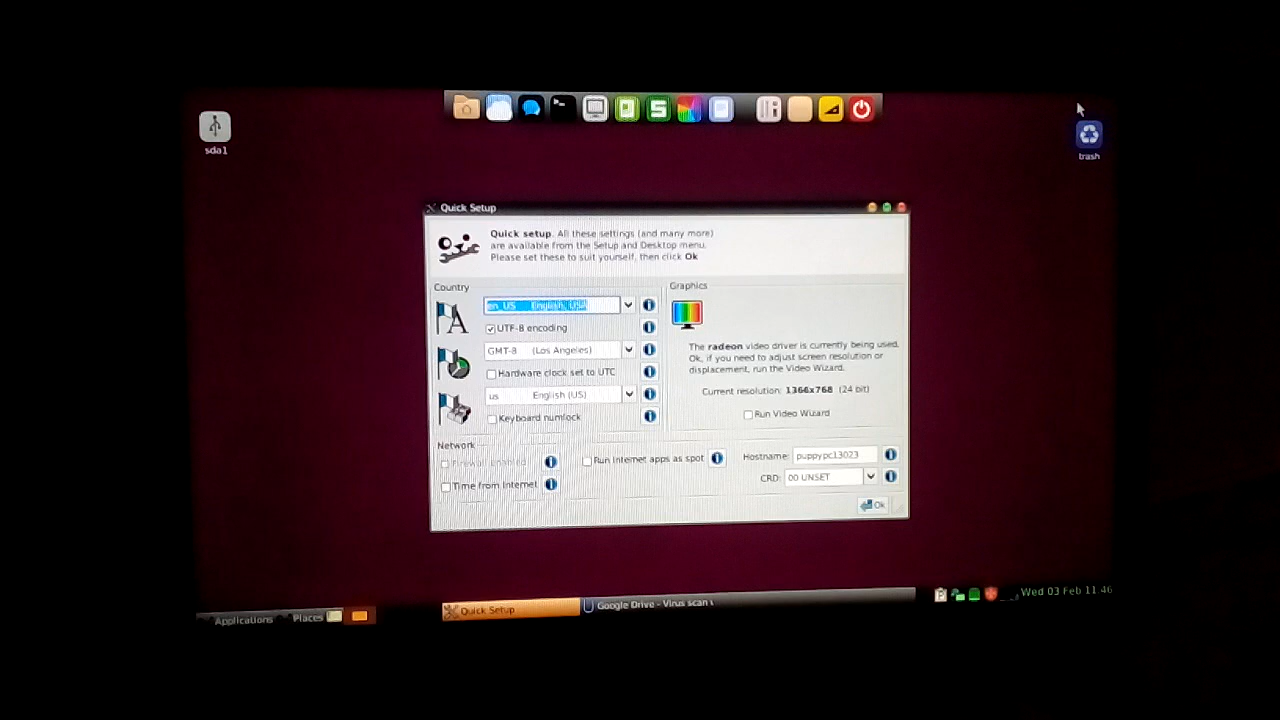 sda1
trash
Quick Setup
Quick setup. All these settings (and many more)
are available from the Setup and Desktop menu.
Please set these to suit yourself, then click Ok
Country
Graphics
en_US English, USA
UTF-8 encoding
GMT-8 (Los Angeles)
Hardware clock set to UTC
us English (US)
Keyboard numlock
The radeon video driver is currently being used.
Ok, if you need to adjust screen resolution or
displacement, run the Video Wizard.
Current resolution: 1366x768 (24 bit)
Run Video Wizard
Network
Firewall enabled
Run Internet apps as spot
Hostname: puppypc13023
Time from Internet
CRD: 00 UNSET
Ok
Applications Places Quick Setup Google Drive - Virus scan Wed 03 Feb 11:46